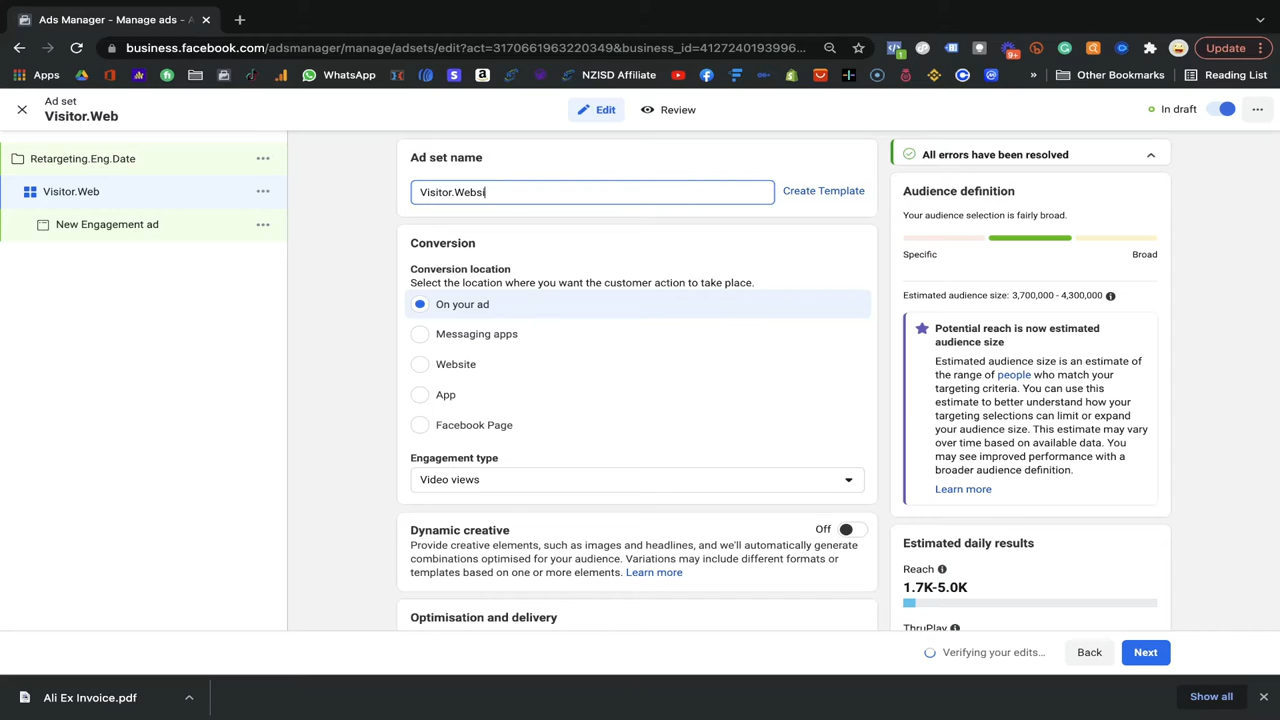 Ads Manager - Manage ads - A
business.facebook.com/adsmanager/manage/adsets/edit?act=3170661963220349&business_id=4127240193996...
Update
Apps
WhatsApp
NZISD Affiliate
»
Other Bookmarks
Reading List
9+
1
Ad set
Visitor.Web
Edit
Review
In draft
Retargeting.Eng.Date
Visitor.Web
New Engagement ad
Ad set name
Visitor.Websi
Create Template
Conversion
Conversion location
Select the location where you want the customer action to take place.
On your ad
Messaging apps
Website
App
Facebook Page
Engagement type
Video views
Dynamic creative
Off
Provide creative elements, such as images and headlines, and we'll automatically generate
combinations optimised for your audience. Variations may include different formats or
templates based on one or more elements. Learn more
Optimisation and delivery
All errors have been resolved
Audience definition
Your audience selection is fairly broad.
Specific
Broad
Estimated audience size: 3,700,000 - 4,300,000
Potential reach is now estimated
audience size
Estimated audience size is an estimate of
the range of people who match your
targeting criteria. You can use this
estimate to better understand how your
targeting selections can limit or expand
your audience size. This estimate may vary
over time based on available data. You
may see improved performance with a
broader audience definition.
Learn more
Estimated daily results
Reach
1.7K-5.0K
ThruPlay
Verifying your edits...
Back
Next
Ali Ex Invoice.pdf
Show all